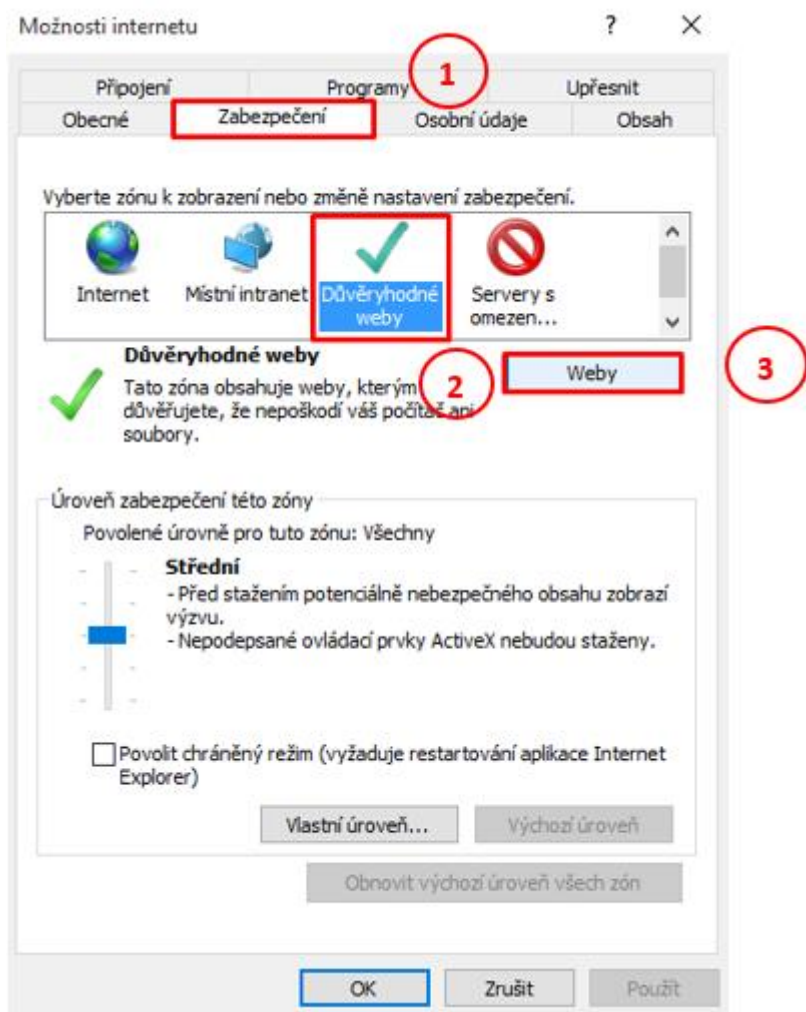 Možnosti internetu
?
Připojení Programy Upřesnit
1
Obecné Zabezpečení Osobní údaje Obsah
Vyberte zónu k zobrazení nebo změně nastavení zabezpečení.
Internet Místní intranet Důvěryhodné weby Servery s omezen...
Důvěryhodné weby
Tato zóna obsahuje weby, kterým
důvěřujete, že nepoškodí váš počítač ani
soubory.
2
Weby
3
Úroveň zabezpečení této zóny
Povolené úrovně pro tuto zónu: Všechny
Střední
- Před stažením potenciálně nebezpečného obsahu zobrazí
výzvu.
- Nepodepsané ovládací prvky ActiveX nebudou staženy.
Povolit chráněný režim (vyžaduje restartování aplikace Internet
Explorer)
Vlastní úroveň... Výchozí úroveň
Obnovit výchozí úroveň všech zón
OK Zrušit Použít